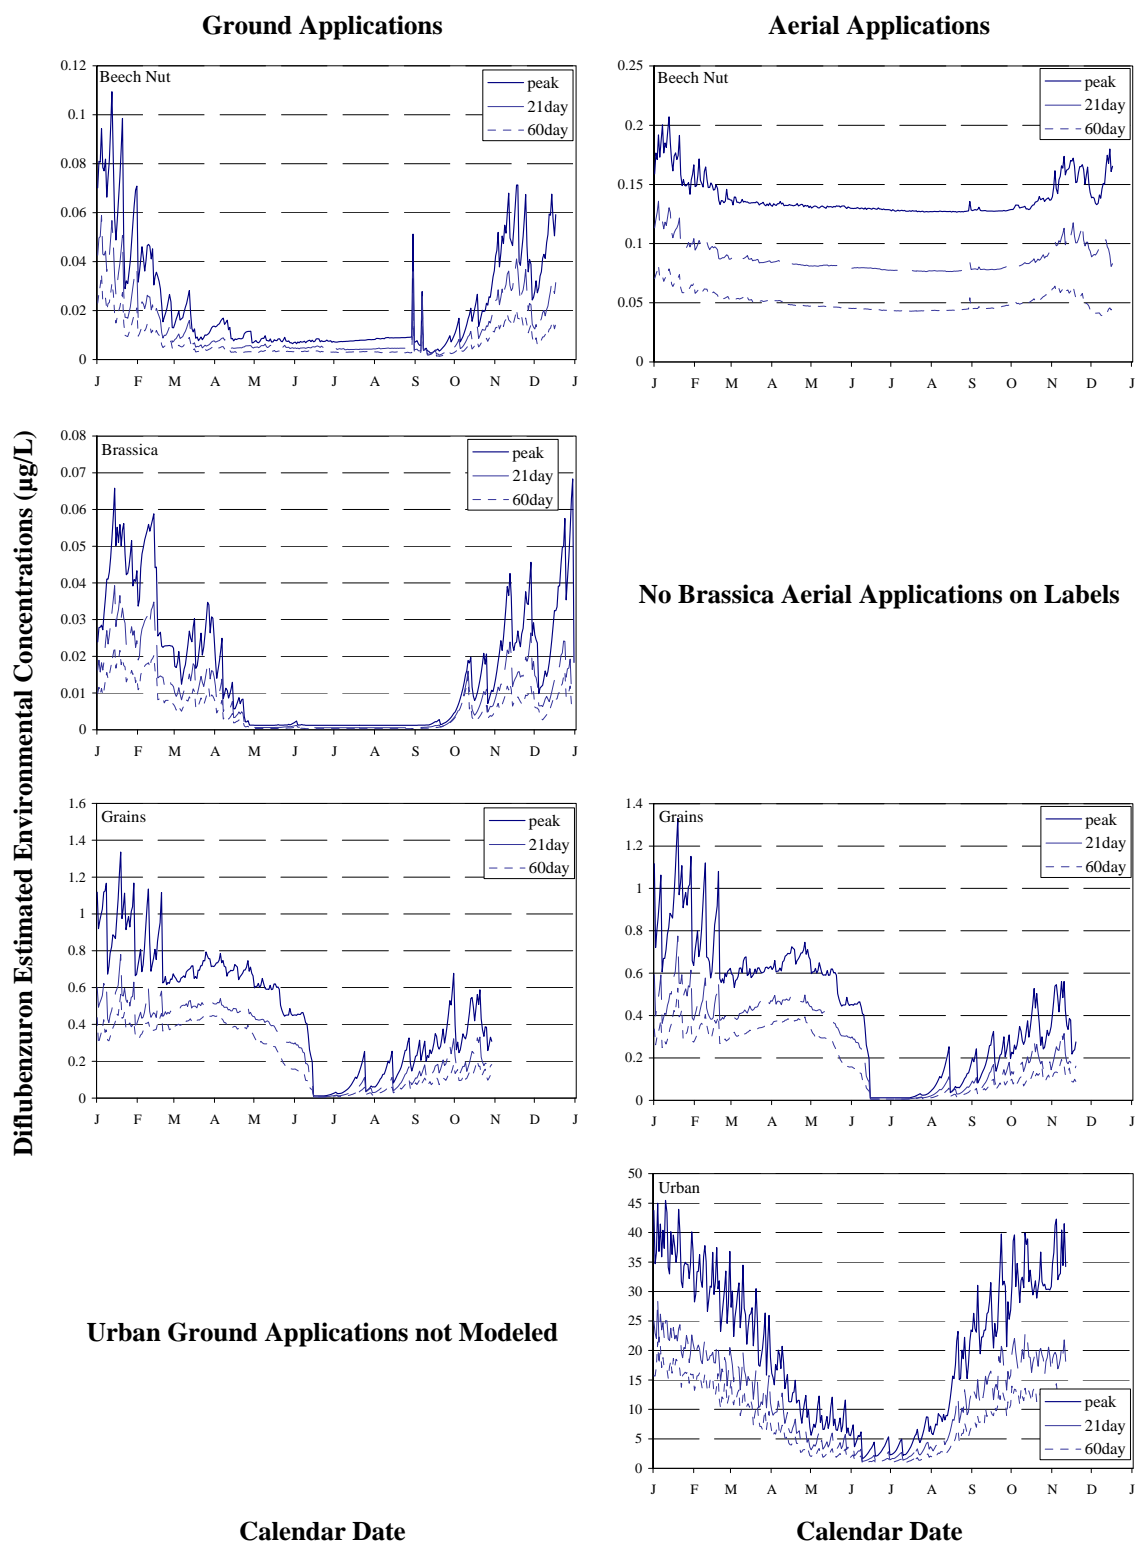 Ground Applications
Aerial Applications
Diflubenzuron Estimated Environmental Concentrations (µg/L)
Beech Nut
peak
21day
60day
0.12
0.1
0.08
0.06
0.04
0.02
0
J F M A M J J A S O N D J
Beech Nut
peak
21day
60day
0.25
0.2
0.15
0.1
0.05
0
J F M A M J J A S O N D J
Brassica
peak
21day
60day
0.08
0.07
0.06
0.05
0.04
0.03
0.02
0.01
0
J F M A M J J A S O N D J
No Brassica Aerial Applications on Labels
Grains
peak
21day
60day
1.6
1.4
1.2
1
0.8
0.6
0.4
0.2
0
J F M A M J J A S O N D J
Grains
peak
21day
60day
1.4
1.2
1
0.8
0.6
0.4
0.2
0
J F M A M J J A S O N D J
Urban Ground Applications not Modeled
Urban
50
45
40
35
30
25
20
15
10
5
0
peak
21day
60day
J F M A M J J A S O N D J
Calendar Date
Calendar Date